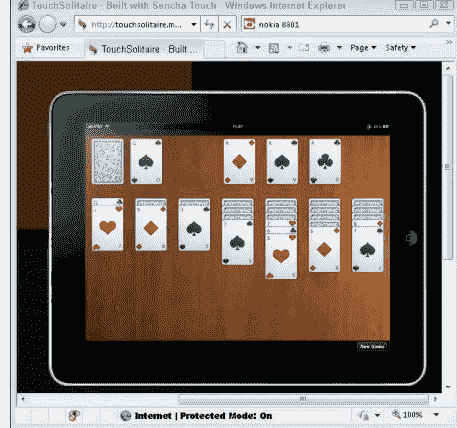 TouchSolitaire - Built with Sencha Touch - Windows Internet Explorer
http://touchsolitaire.m...
nokia 8801
Favorites
TouchSolitaire - Built ...
Page
Safety
New Game
Internet | Protected Mode: On
100%